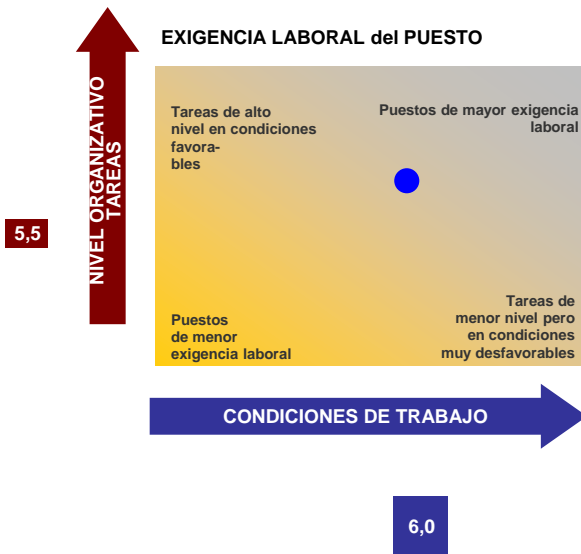 EXIGENCIA LABORAL del PUESTO
NIVEL ORGANIZATIVO
TAREAS
5,5
Tareas de alto
nivel en condiciones
favora-
bles
Puestos de mayor exigencia
laboral
Puestos
de menor
exigencia laboral
Tareas de
menor nivel pero
en condiciones
muy desfavorables
CONDICIONES DE TRABAJO
6,0